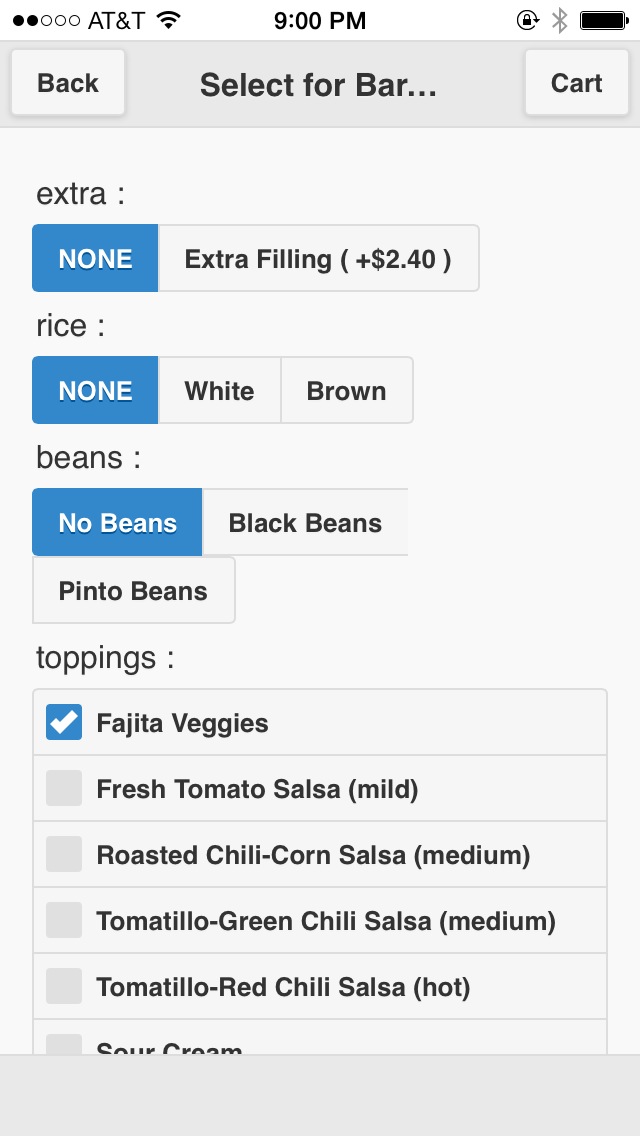 AT&T 9:00 PM
Back Select for Bar... Cart
extra :
NONE Extra Filling ( +$2.40 )
rice :
NONE White Brown
beans :
No Beans Black Beans
Pinto Beans
toppings :
Fajita Veggies
Fresh Tomato Salsa (mild)
Roasted Chili-Corn Salsa (medium)
Tomatillo-Green Chili Salsa (medium)
Tomatillo-Red Chili Salsa (hot)
Sour Cream